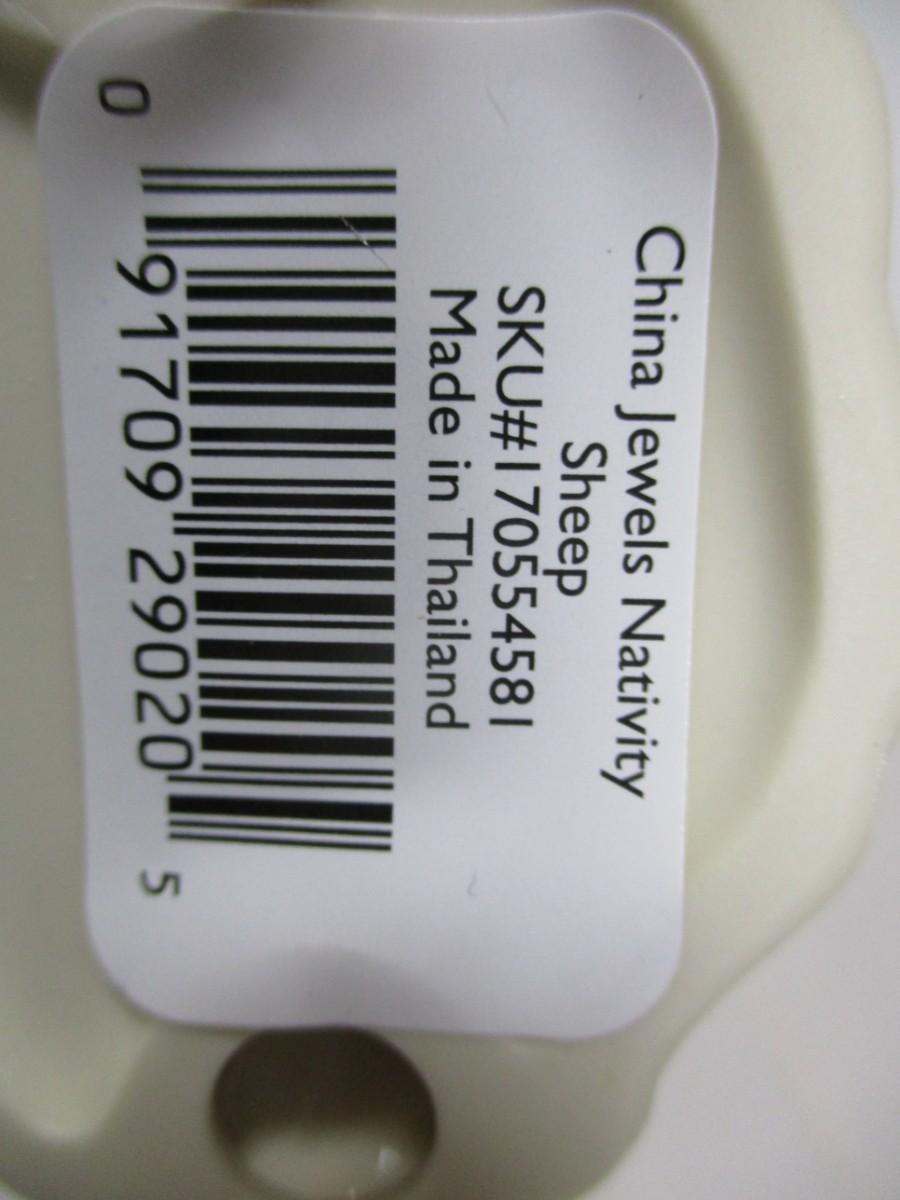 China Jewels Nativity
Sheep
SKU#170554581
Made in Thailand
0 91709 29020 5